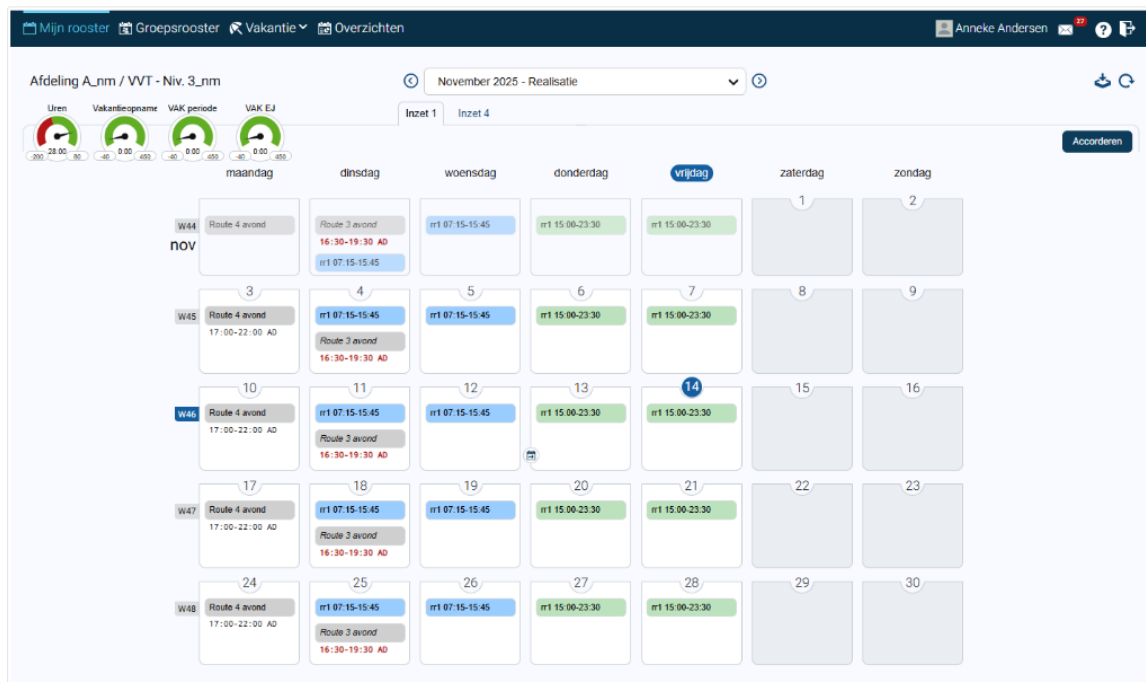 Mijn rooster Groepsrooster Vakantie Overzichten Anneke Andersen 27 ?
Afdeling A_nm / VVT - Niv. 3_nm November 2025 - Realisatie
Uren Vakantieopname VAK periode VAK EJ Inzet 1 Inzet 4
28:00 0:00 0:00 0:00 Accorderen
-200 80 -40 450 -40 450 -40 450
maandag dinsdag woensdag donderdag vrijdag zaterdag zondag
1 2
W44 Route 4 avond Route 3 avond rr1 07:15-15:45 rr1 15:00-23:30 rr1 15:00-23:30
nov 16:30-19:30 AD
rr1 07:15-15:45
3 4 5 6 7 8 9
W45 Route 4 avond rr1 07:15-15:45 rr1 07:15-15:45 rr1 15:00-23:30 rr1 15:00-23:30
17:00-22:00 AD Route 3 avond
16:30-19:30 AD
10 11 12 13 14 15 16
W46 Route 4 avond rr1 07:15-15:45 rr1 07:15-15:45 rr1 15:00-23:30 rr1 15:00-23:30
17:00-22:00 AD Route 3 avond
16:30-19:30 AD
17 18 19 20 21 22 23
W47 Route 4 avond rr1 07:15-15:45 rr1 07:15-15:45 rr1 15:00-23:30 rr1 15:00-23:30
17:00-22:00 AD Route 3 avond
16:30-19:30 AD
24 25 26 27 28 29 30
W48 Route 4 avond rr1 07:15-15:45 rr1 07:15-15:45 rr1 15:00-23:30 rr1 15:00-23:30
17:00-22:00 AD Route 3 avond
16:30-19:30 AD